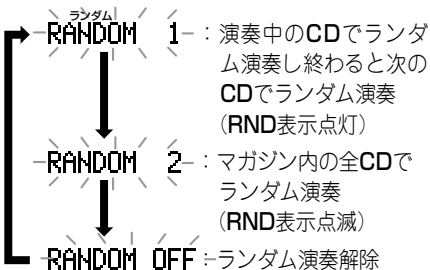 ランダム
RANDOM 1 : 演奏中のCDでランダ
ム演奏し終わると次の
CDでランダム演奏
(RND表示点灯)
RANDOM 2 : マガジン内の全CDで
ランダム演奏
(RND表示点滅)
RANDOM OFF : ランダム演奏解除